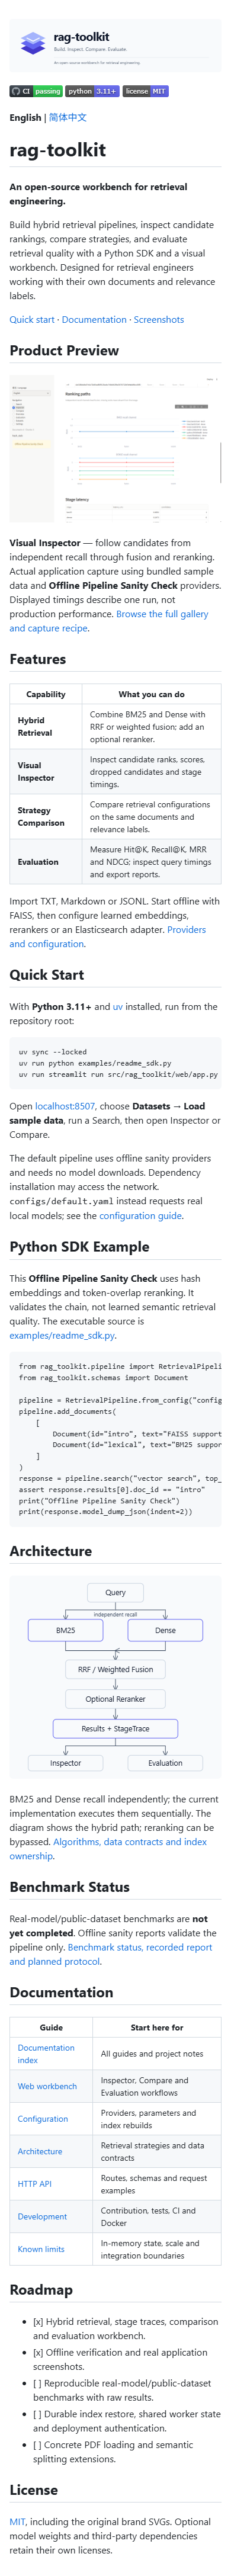 rag-toolkit
Build. Inspect. Compare. Evaluate.
An open-source workbench for retrieval engineering.
CI passing python 3.11+ license MIT
English | 简体中文
rag-toolkit
An open-source workbench for retrieval
engineering.
Build hybrid retrieval pipelines, inspect candidate
rankings, compare strategies, and evaluate
retrieval quality with a Python SDK and a visual
workbench. Designed for retrieval engineers
working with their own documents and relevance
labels.
Quick start · Documentation · Screenshots
Product Preview
Ranking paths
Stage latency
Visual Inspector — follow candidates from
independent recall through fusion and reranking.
Actual application capture using bundled sample
data and Offline Pipeline Sanity Check providers.
Displayed timings describe one run, not
production performance. Browse the full gallery
and capture recipe.
Features
Capability What you can do
Hybrid
Retrieval
Combine BM25 and Dense with
RRF or weighted fusion; add an
optional reranker.
Visual
Inspector
Inspect candidate ranks, scores,
dropped candidates and stage
timings.
Strategy
Comparison
Compare retrieval configurations
on the same documents and
relevance labels.
Evaluation
Measure Hit@K, Recall@K, MRR
and NDCG; inspect query timings
and export reports.
Import TXT, Markdown or JSONL. Start offline with
FAISS, then configure learned embeddings,
rerankers or an Elasticsearch adapter. Providers
and configuration.
Quick Start
With Python 3.11+ and uv installed, run from the
repository root:
uv sync --locked
uv run python examples/readme_sdk.py
uv run streamlit run src/rag_toolkit/web/app.py
Open localhost:8507, choose Datasets → Load
sample data, run a Search, then open Inspector or
Compare.
The default pipeline uses offline sanity providers
and needs no model downloads. Dependency
installation may access the network.
configs/default.yaml instead requests real
local models; see the configuration guide.
Python SDK Example
This Offline Pipeline Sanity Check uses hash
embeddings and token-overlap reranking. It
validates the chain, not learned semantic retrieval
quality. The executable source is
examples/readme_sdk.py.
from rag_toolkit.pipeline import RetrievalPipeli
from rag_toolkit.schemas import Document
pipeline = RetrievalPipeline.from_config("config
pipeline.add_documents(
[
Document(id="intro", text="FAISS support
Document(id="lexical", text="BM25 suppor
]
)
response = pipeline.search("vector search", top_
assert response.results[0].doc_id == "intro"
print("Offline Pipeline Sanity Check")
print(response.model_dump_json(indent=2))
Architecture
Query
independent recall
BM25 Dense
RRF / Weighted Fusion
Optional Reranker
Results + StageTrace
Inspector Evaluation
BM25 and Dense recall independently; the current
implementation executes them sequentially. The
diagram shows the hybrid path; reranking can be
bypassed. Algorithms, data contracts and index
ownership.
Benchmark Status
Real-model/public-dataset benchmarks are not
yet completed. Offline sanity reports validate the
pipeline only. Benchmark status, recorded report
and planned protocol.
Documentation
Guide Start here for
Documentation
index
All guides and project notes
Web workbench
Inspector, Compare and
Evaluation workflows
Configuration
Providers, parameters and
index rebuilds
Architecture
Retrieval strategies and data
contracts
HTTP API
Routes, schemas and request
examples
Development
Contribution, tests, CI and
Docker
Known limits
In-memory state, scale and
integration boundaries
Roadmap
[x] Hybrid retrieval, stage traces, comparison
and evaluation workbench.
[x] Offline verification and real application
screenshots.
[ ] Reproducible real-model/public-dataset
benchmarks with raw results.
[ ] Durable index restore, shared worker state
and deployment authentication.
[ ] Concrete PDF loading and semantic
splitting extensions.
License
MIT, including the original brand SVGs. Optional
model weights and third-party dependencies
retain their own licenses.